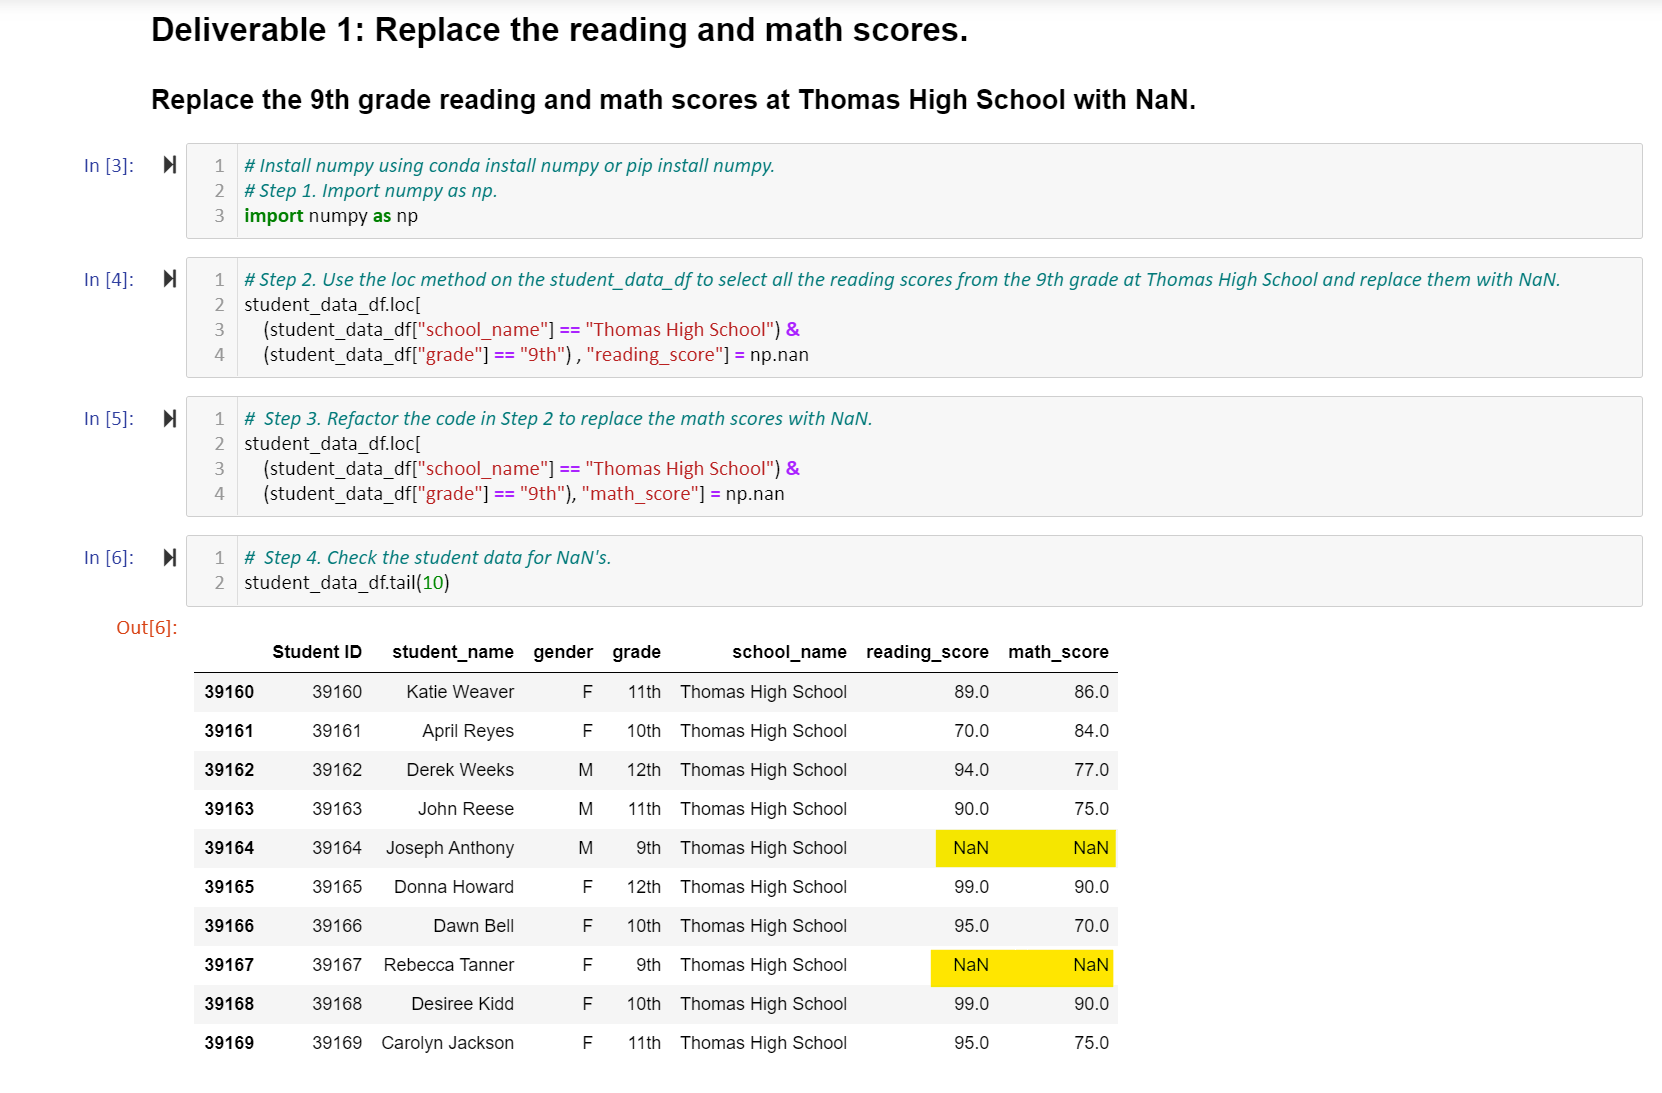 Deliverable 1: Replace the reading and math scores.
Replace the 9th grade reading and math scores at Thomas High School with NaN.
In [3]:
1 # Install numpy using conda install numpy or pip install numpy.
2 # Step 1. Import numpy as np.
3 import numpy as np
In [4]:
1 # Step 2. Use the loc method on the student_data_df to select all the reading scores from the 9th grade at Thomas High School and replace them with NaN.
2 student_data_df.loc[
3 (student_data_df["school_name"] == "Thomas High School") &
4 (student_data_df["grade"] == "9th") , "reading_score"] = np.nan
In [5]:
1 #  Step 3. Refactor the code in Step 2 to replace the math scores with NaN.
2 student_data_df.loc[
3 (student_data_df["school_name"] == "Thomas High School") &
4 (student_data_df["grade"] == "9th"), "math_score"] = np.nan
In [6]:
1 #  Step 4. Check the student data for NaN's.
2 student_data_df.tail(10)
Out[6]:
Student ID student_name gender grade school_name reading_score math_score
39160 39160 Katie Weaver F 11th Thomas High School 89.0 86.0
39161 39161 April Reyes F 10th Thomas High School 70.0 84.0
39162 39162 Derek Weeks M 12th Thomas High School 94.0 77.0
39163 39163 John Reese M 11th Thomas High School 90.0 75.0
39164 39164 Joseph Anthony M 9th Thomas High School NaN NaN
39165 39165 Donna Howard F 12th Thomas High School 99.0 90.0
39166 39166 Dawn Bell F 10th Thomas High School 95.0 70.0
39167 39167 Rebecca Tanner F 9th Thomas High School NaN NaN
39168 39168 Desiree Kidd F 10th Thomas High School 99.0 90.0
39169 39169 Carolyn Jackson F 11th Thomas High School 95.0 75.0